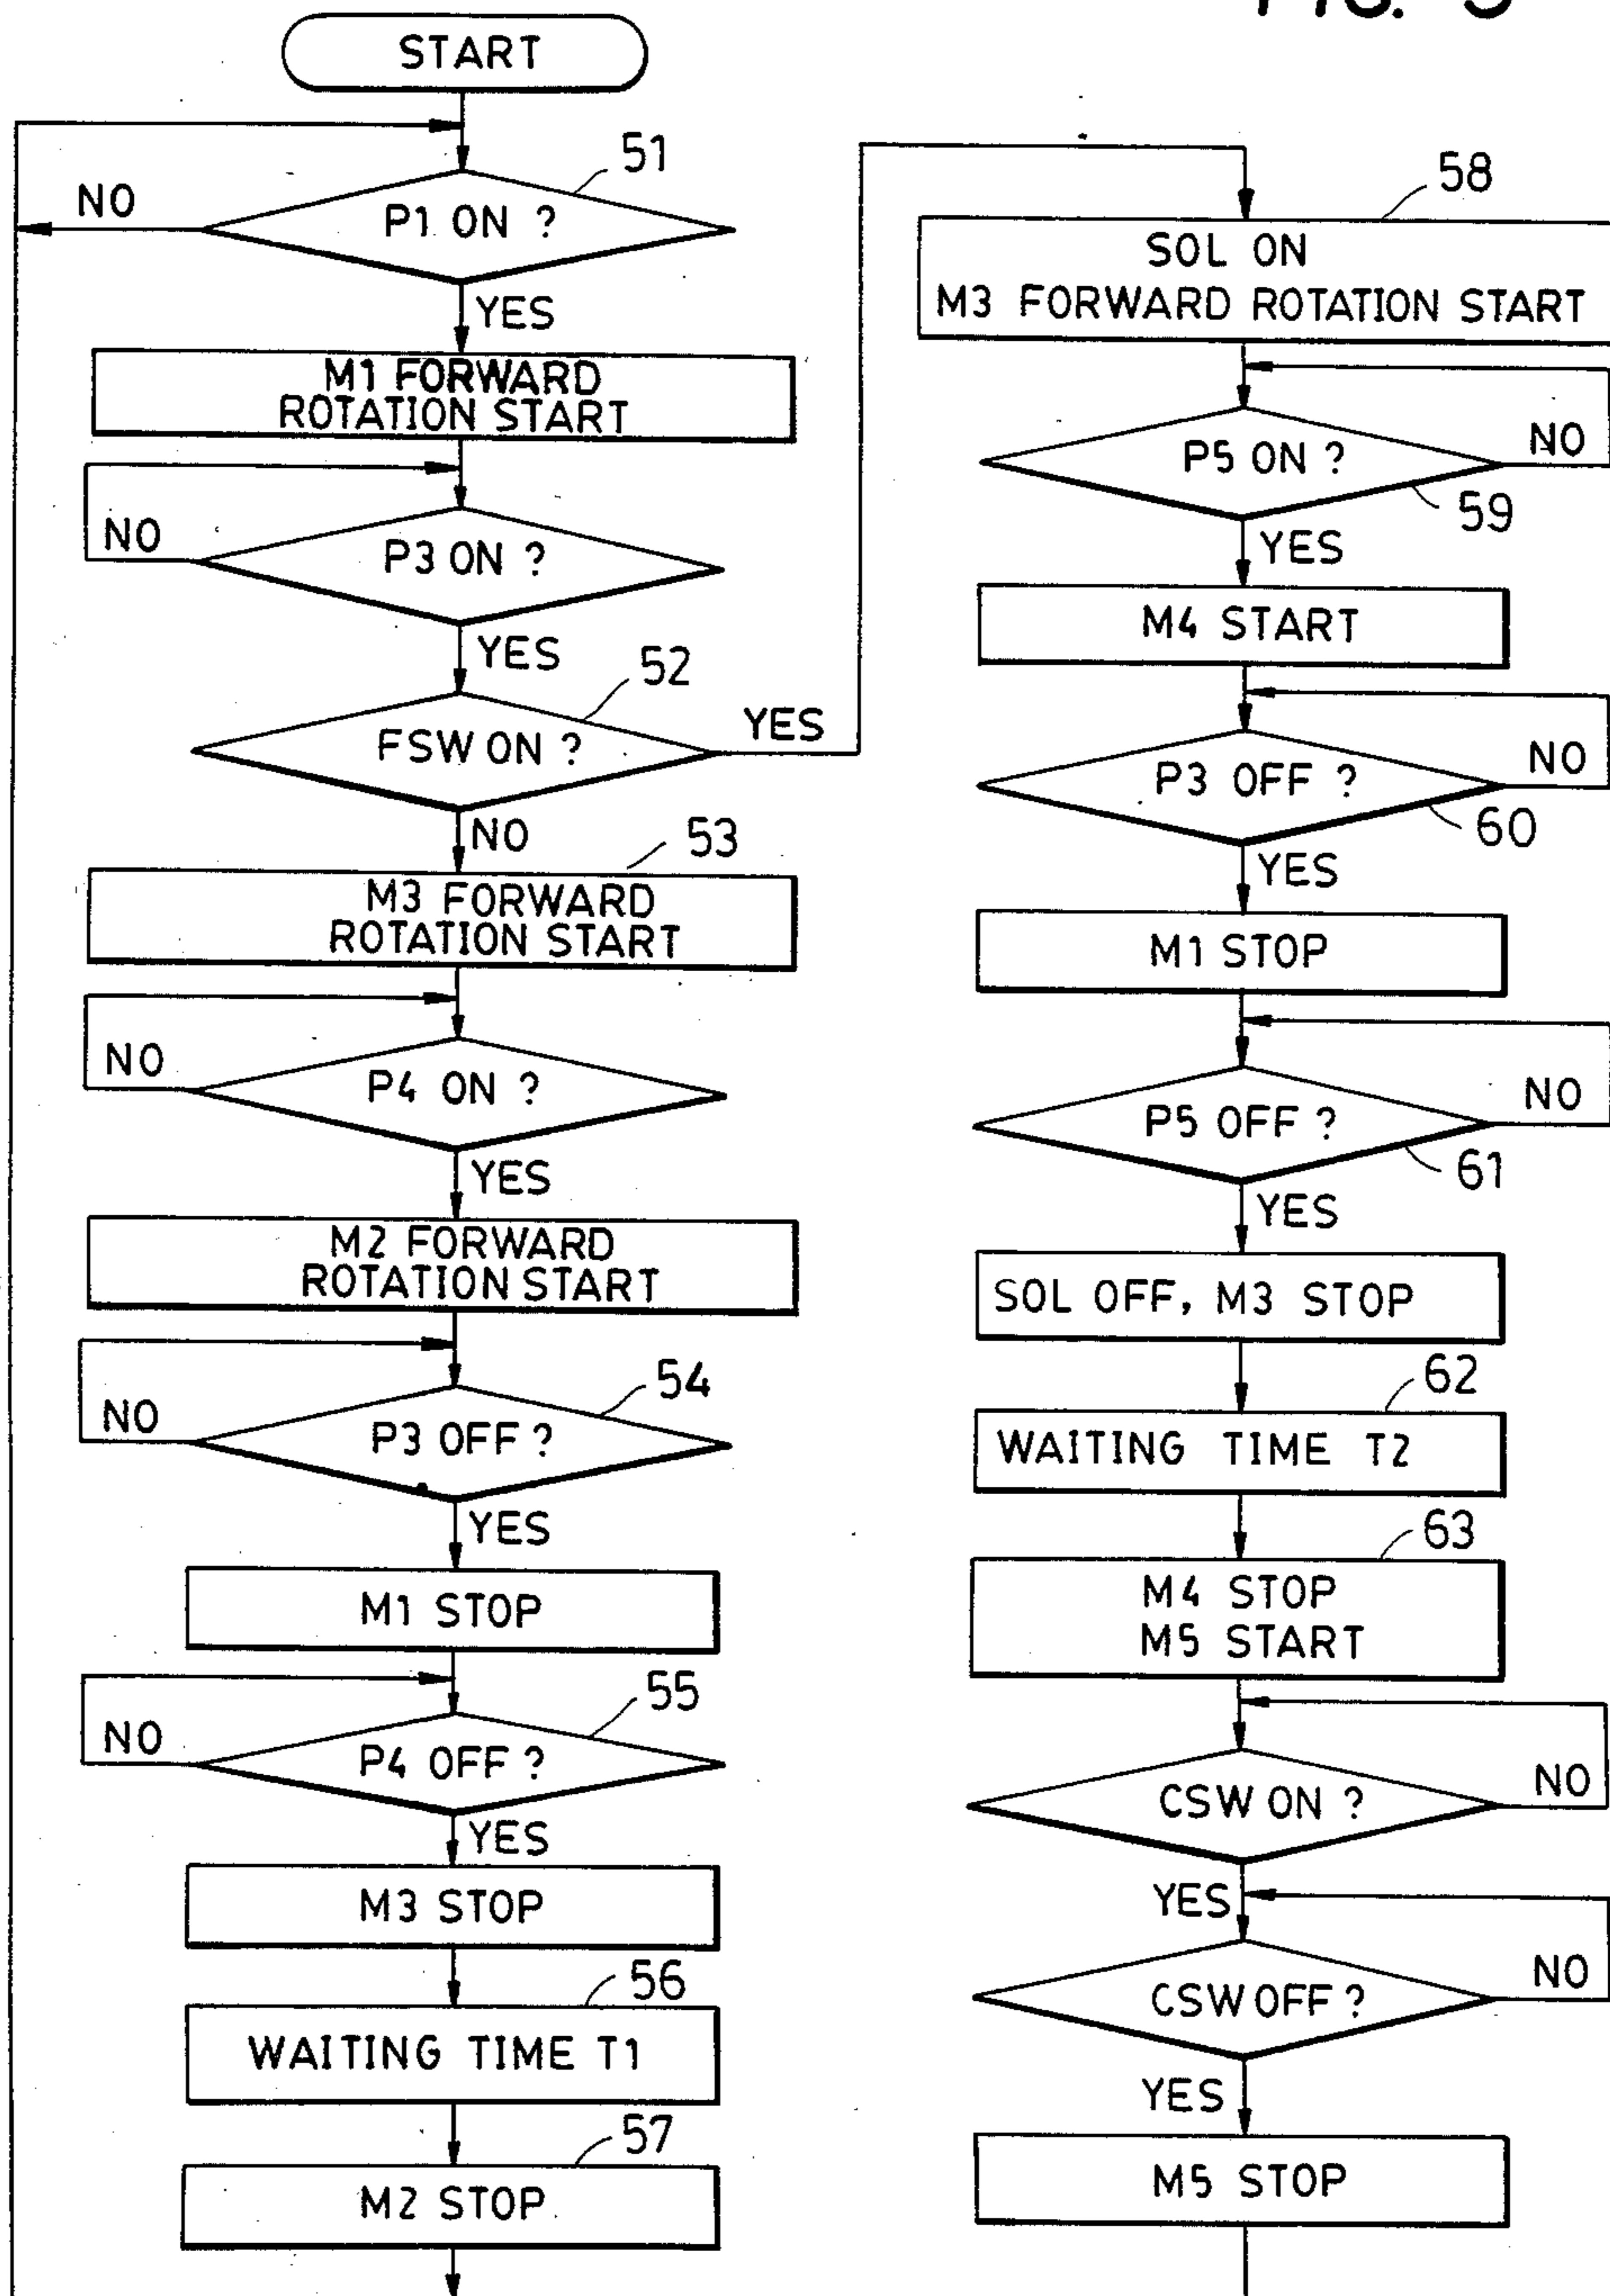 START
51
NO
P1 ON ?
YES
M1 FORWARD
ROTATION START
NO
P3 ON ?
YES
52
FSW ON ?
YES
NO
53
M3 FORWARD
ROTATION START
NO
P4 ON ?
YES
M2 FORWARD
ROTATION START
54
NO
P3 OFF ?
YES
M1 STOP
55
NO
P4 OFF ?
YES
M3 STOP
56
WAITING TIME T1
57
M2 STOP
58
SOL ON
M3 FORWARD ROTATION START
P5 ON ?
NO
59
YES
M4 START
P3 OFF ?
NO
60
YES
M1 STOP
P5 OFF ?
NO
61
YES
SOL OFF, M3 STOP
62
WAITING TIME T2
63
M4 STOP
M5 START
CSW ON ?
NO
YES
CSW OFF ?
NO
YES
M5 STOP